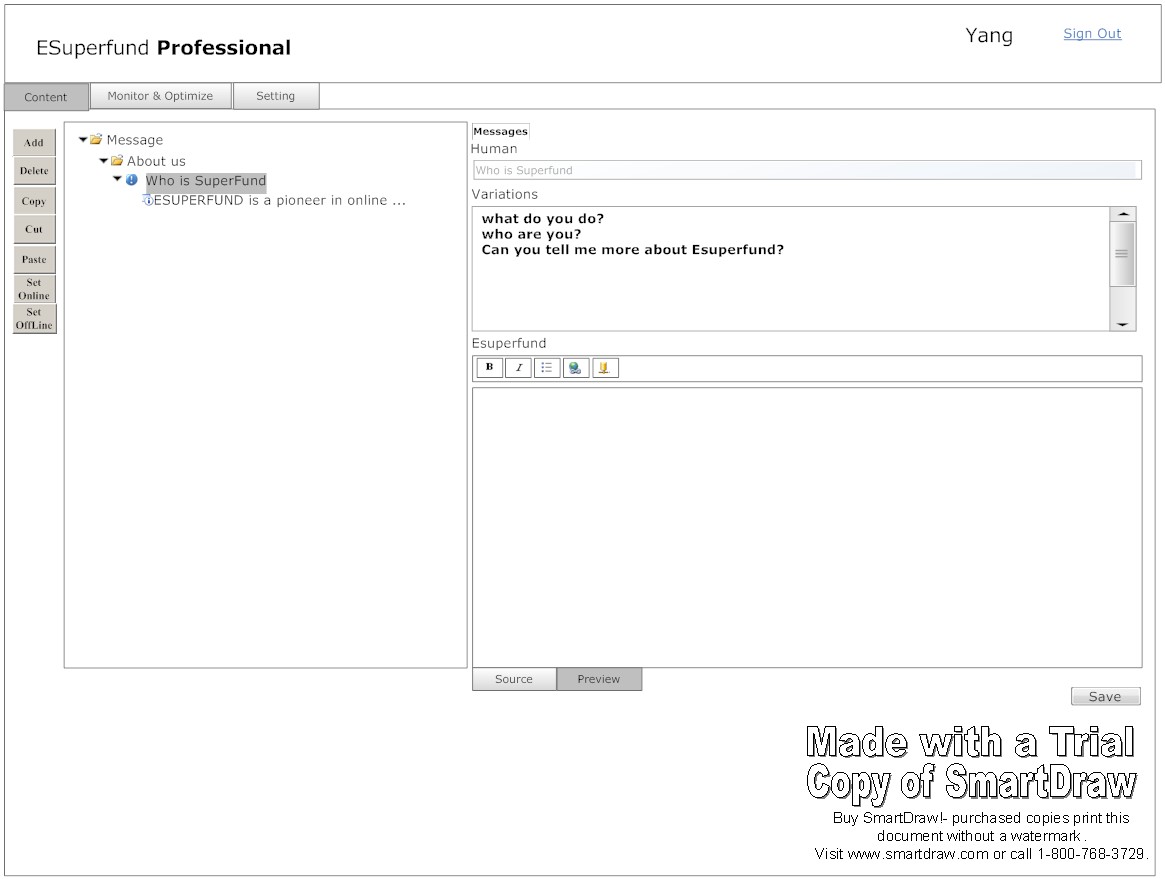 ESuperfund Professional
Yang
Sign Out
Content
Monitor & Optimize
Setting
Add
Delete
Copy
Cut
Paste
Set
Online
Set
OffLine
Message
About us
Who is SuperFund
ESUPERFUND is a pioneer in online ...
Messages
Human
Who is Superfund
Variations
what do you do?
who are you?
Can you tell me more about Esuperfund?
Esuperfund
B
I
Source
Preview
Save
Made with a Trial
Copy of SmartDraw
Buy SmartDraw!- purchased copies print this
document without a watermark .
Visit www.smartdraw.com or call 1-800-768-3729.